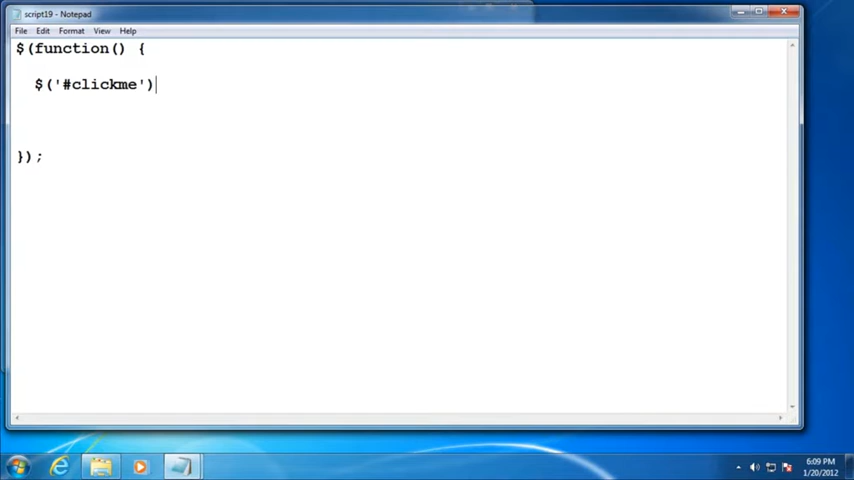 script19 - Notepad
File Edit Format View Help
$(function() {
$('#clickme')
});
6:09 PM
1/20/2012